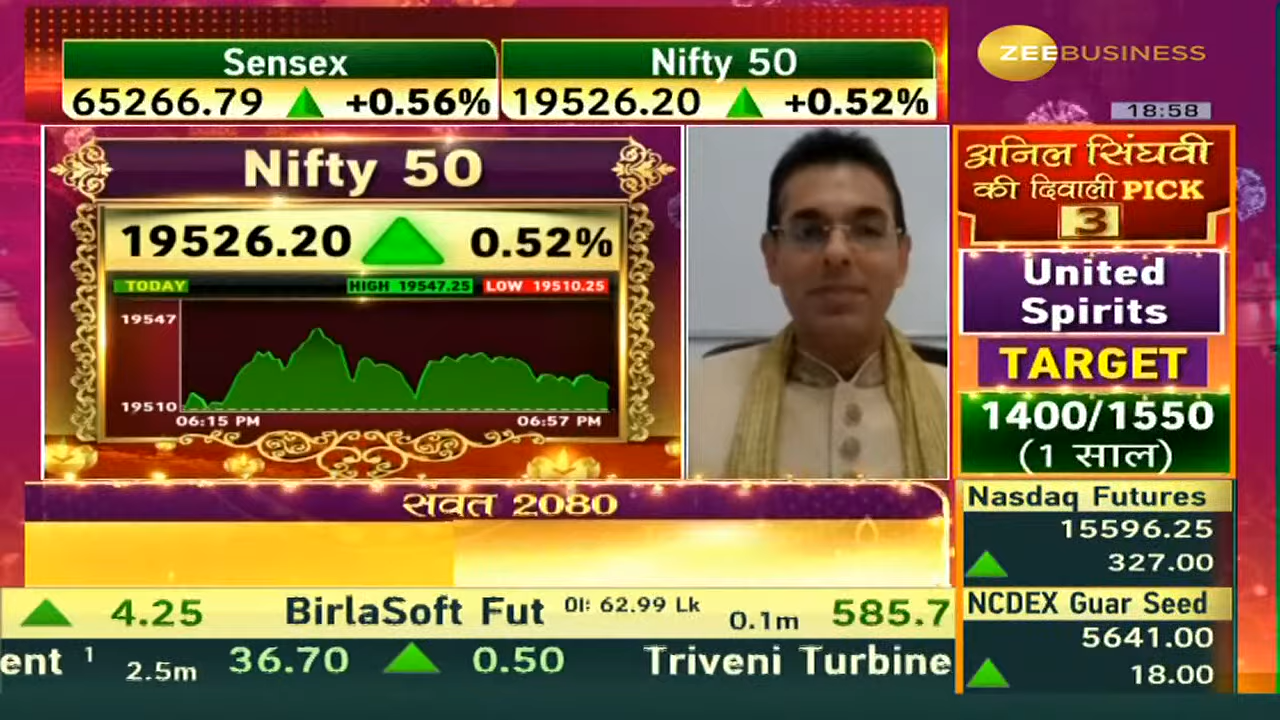 Sensex
65266.79 +0.56%
Nifty 50
19526.20 +0.52%
ZEEBUSINESS
18:58
Nifty 50
19526.20 0.52%
TODAY HIGH 19547.25 LOW 19510.25
19547
19510
06:15 PM 06:57 PM
अनिल सिंघवी
की दिवाली PICK
3
United
Spirits
TARGET
1400/1550
(1 साल)
Nasdaq Futures
15596.25
327.00
NCDEX Guar Seed
5641.00
18.00
सवंत 2080
4.25 BirlaSoft Fut OI: 62.99 Lk 0.1m 585.7
ent 1 2.5m 36.70 0.50 Triveni Turbine